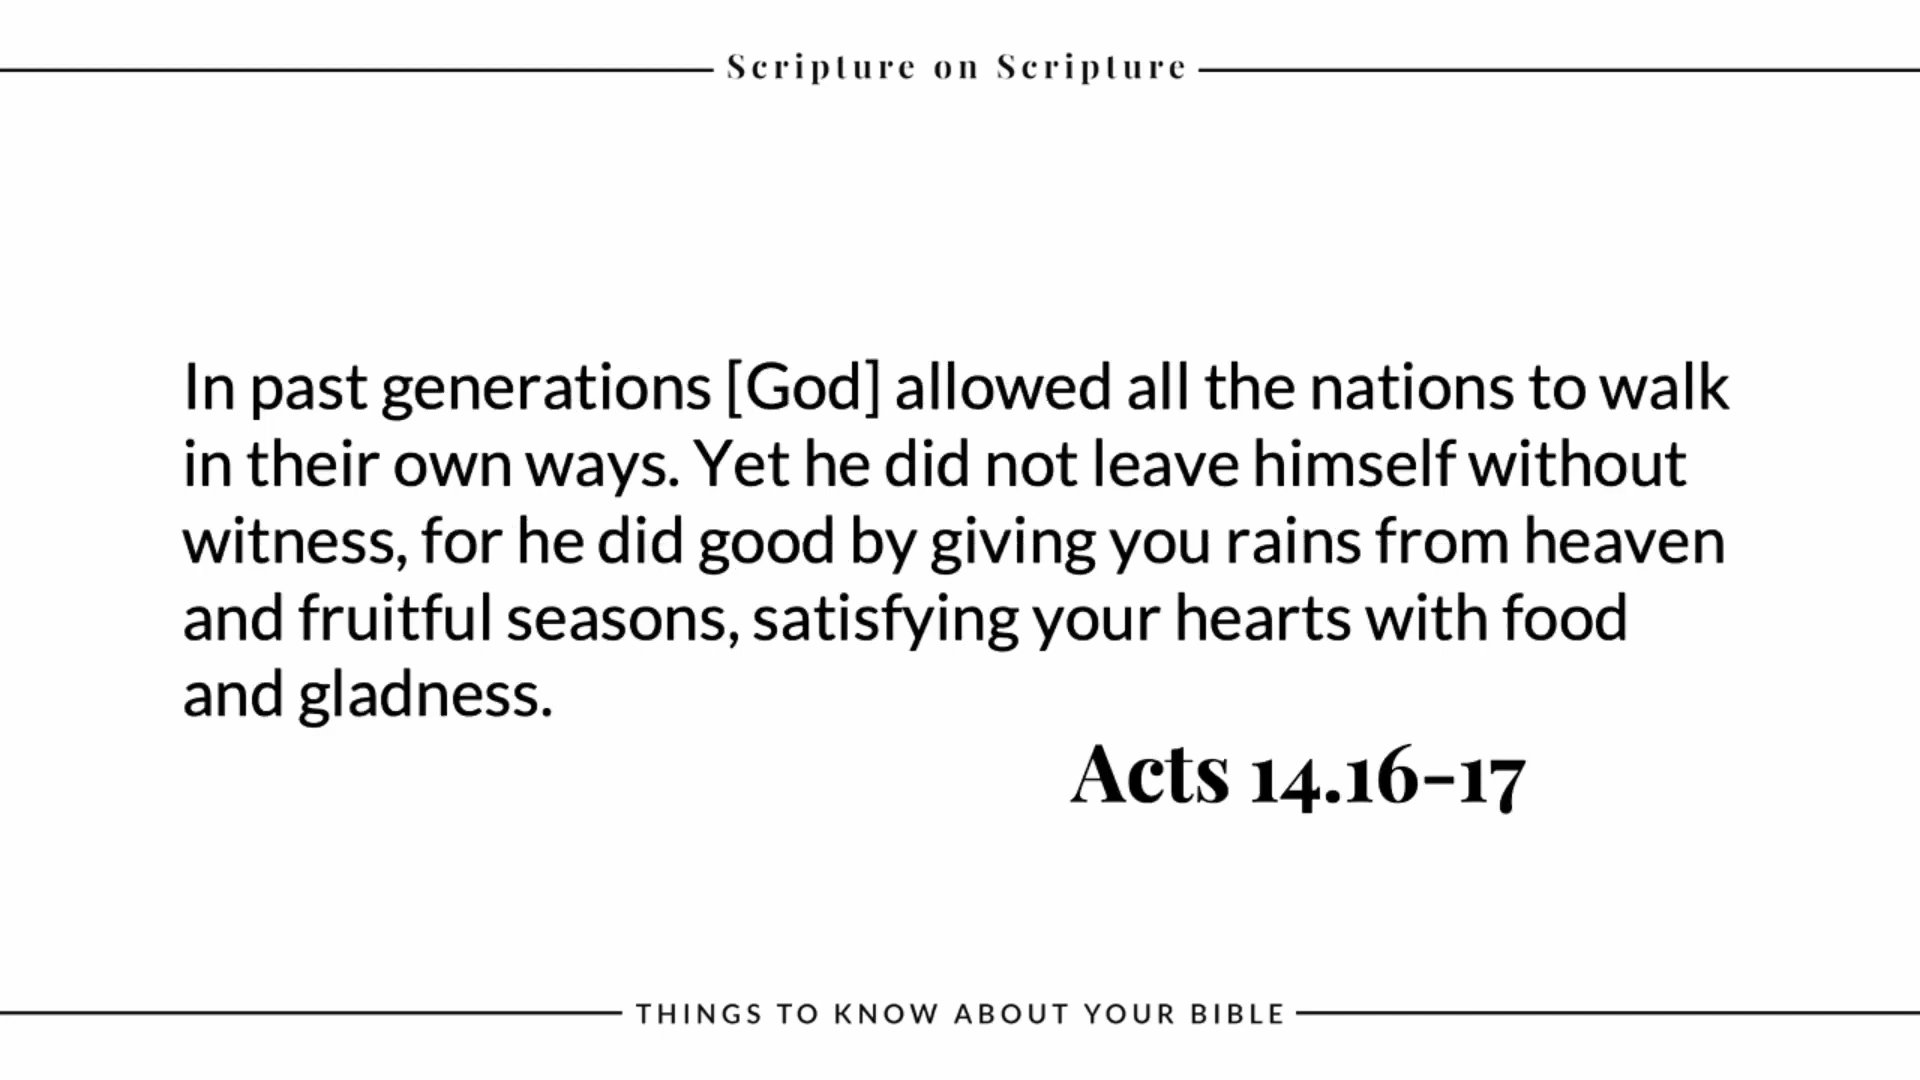 Scripture on Scripture
In past generations [God] allowed all the nations to walk
in their own ways. Yet he did not leave himself without
witness, for he did good by giving you rains from heaven
and fruitful seasons, satisfying your hearts with food
and gladness.
Acts 14.16-17
THINGS TO KNOW ABOUT YOUR BIBLE